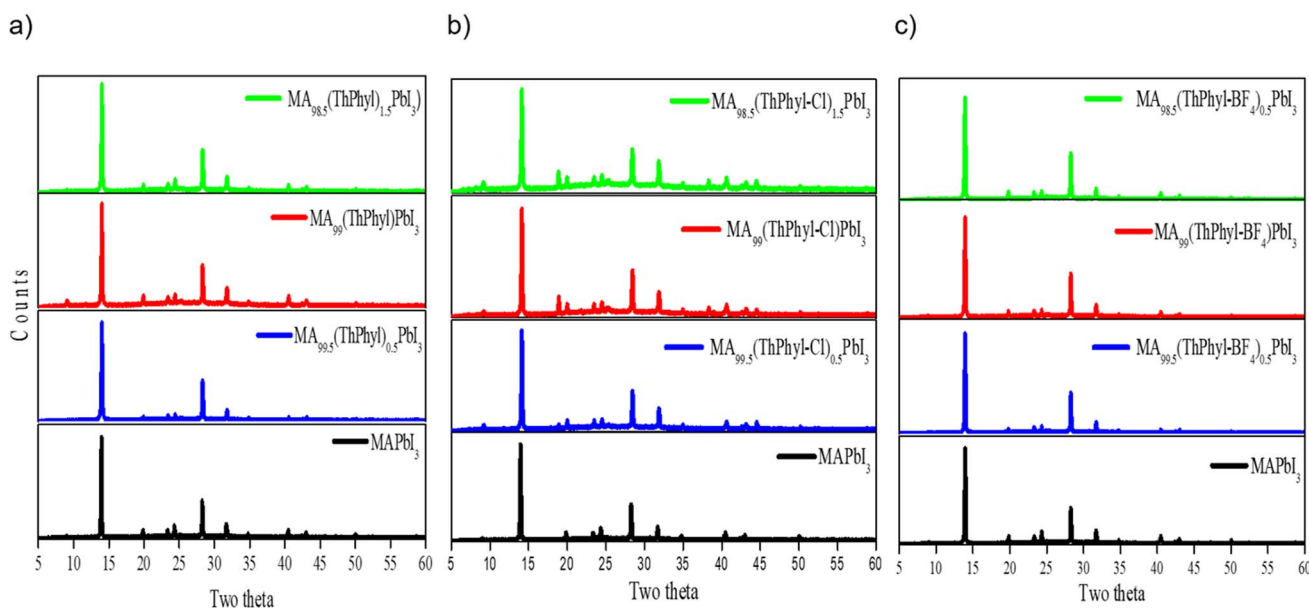 a)
b)
c)
MA98.5(ThPhyl)1.5PbI3)
MA99(ThPhyl)PbI3
MA99.5(ThPhyl)0.5PbI3
MAPbI3
Counts
5 10 15 20 25 30 35 40 45 50 55 60
Two theta
MA98.5(ThPhyl-Cl)1.5PbI3
MA99(ThPhyl-Cl)PbI3
MA99.5(ThPhyl-Cl)0.5PbI3
MAPbI3
5 10 15 20 25 30 35 40 45 50 55 60
Two theta
MA98.5(ThPhyl-BF4)0.5PbI3
MA99(ThPhyl-BF4)PbI3
MA99.5(ThPhyl-BF4)0.5PbI3
MAPbI3
5 10 15 20 25 30 35 40 45 50 55 60
Two theta